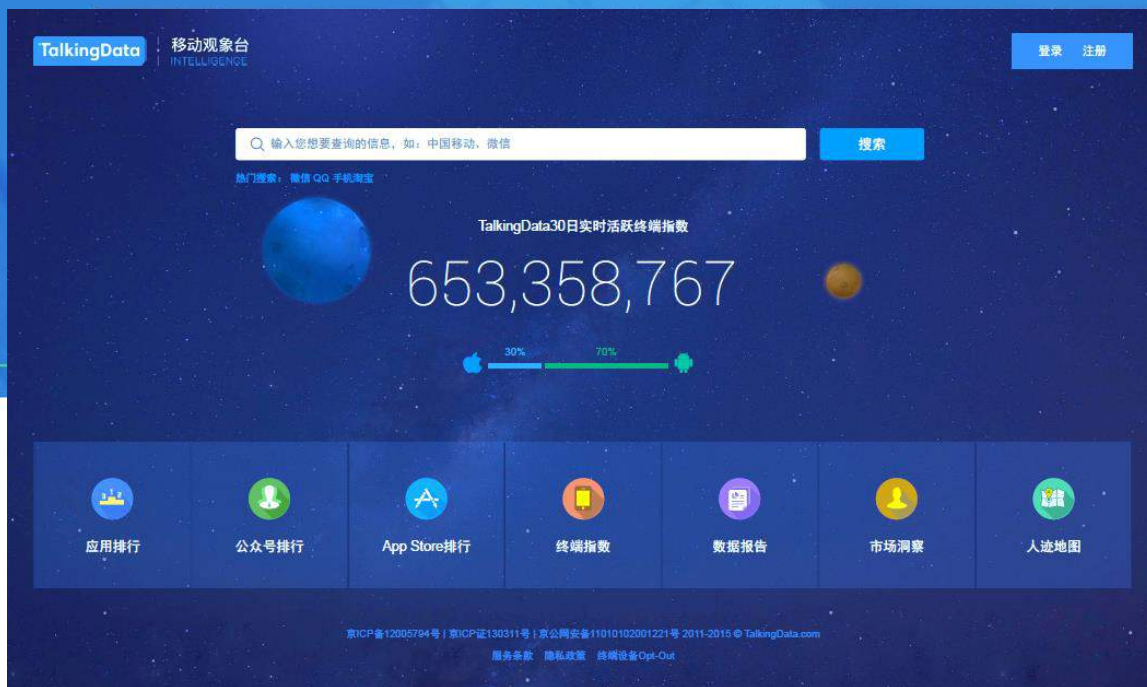 TalkingData
移动观象台
INTELLIGENCE
登录 注册
输入您想要查询的信息，如：中国移动、微信
搜索
热门搜索： 微信 QQ 手机淘宝
TalkingData30日实时活跃终端指数
653,358,767
30% 70%
应用排行 公众号排行 App Store排行 终端指数 数据报告 市场洞察 人迹地图
京ICP备12005794号 | 京ICP证130311号 | 京公网安备11010102001221号 2011-2015 © TalkingData.com
服务条款 隐私政策 终端设备Opt-Out